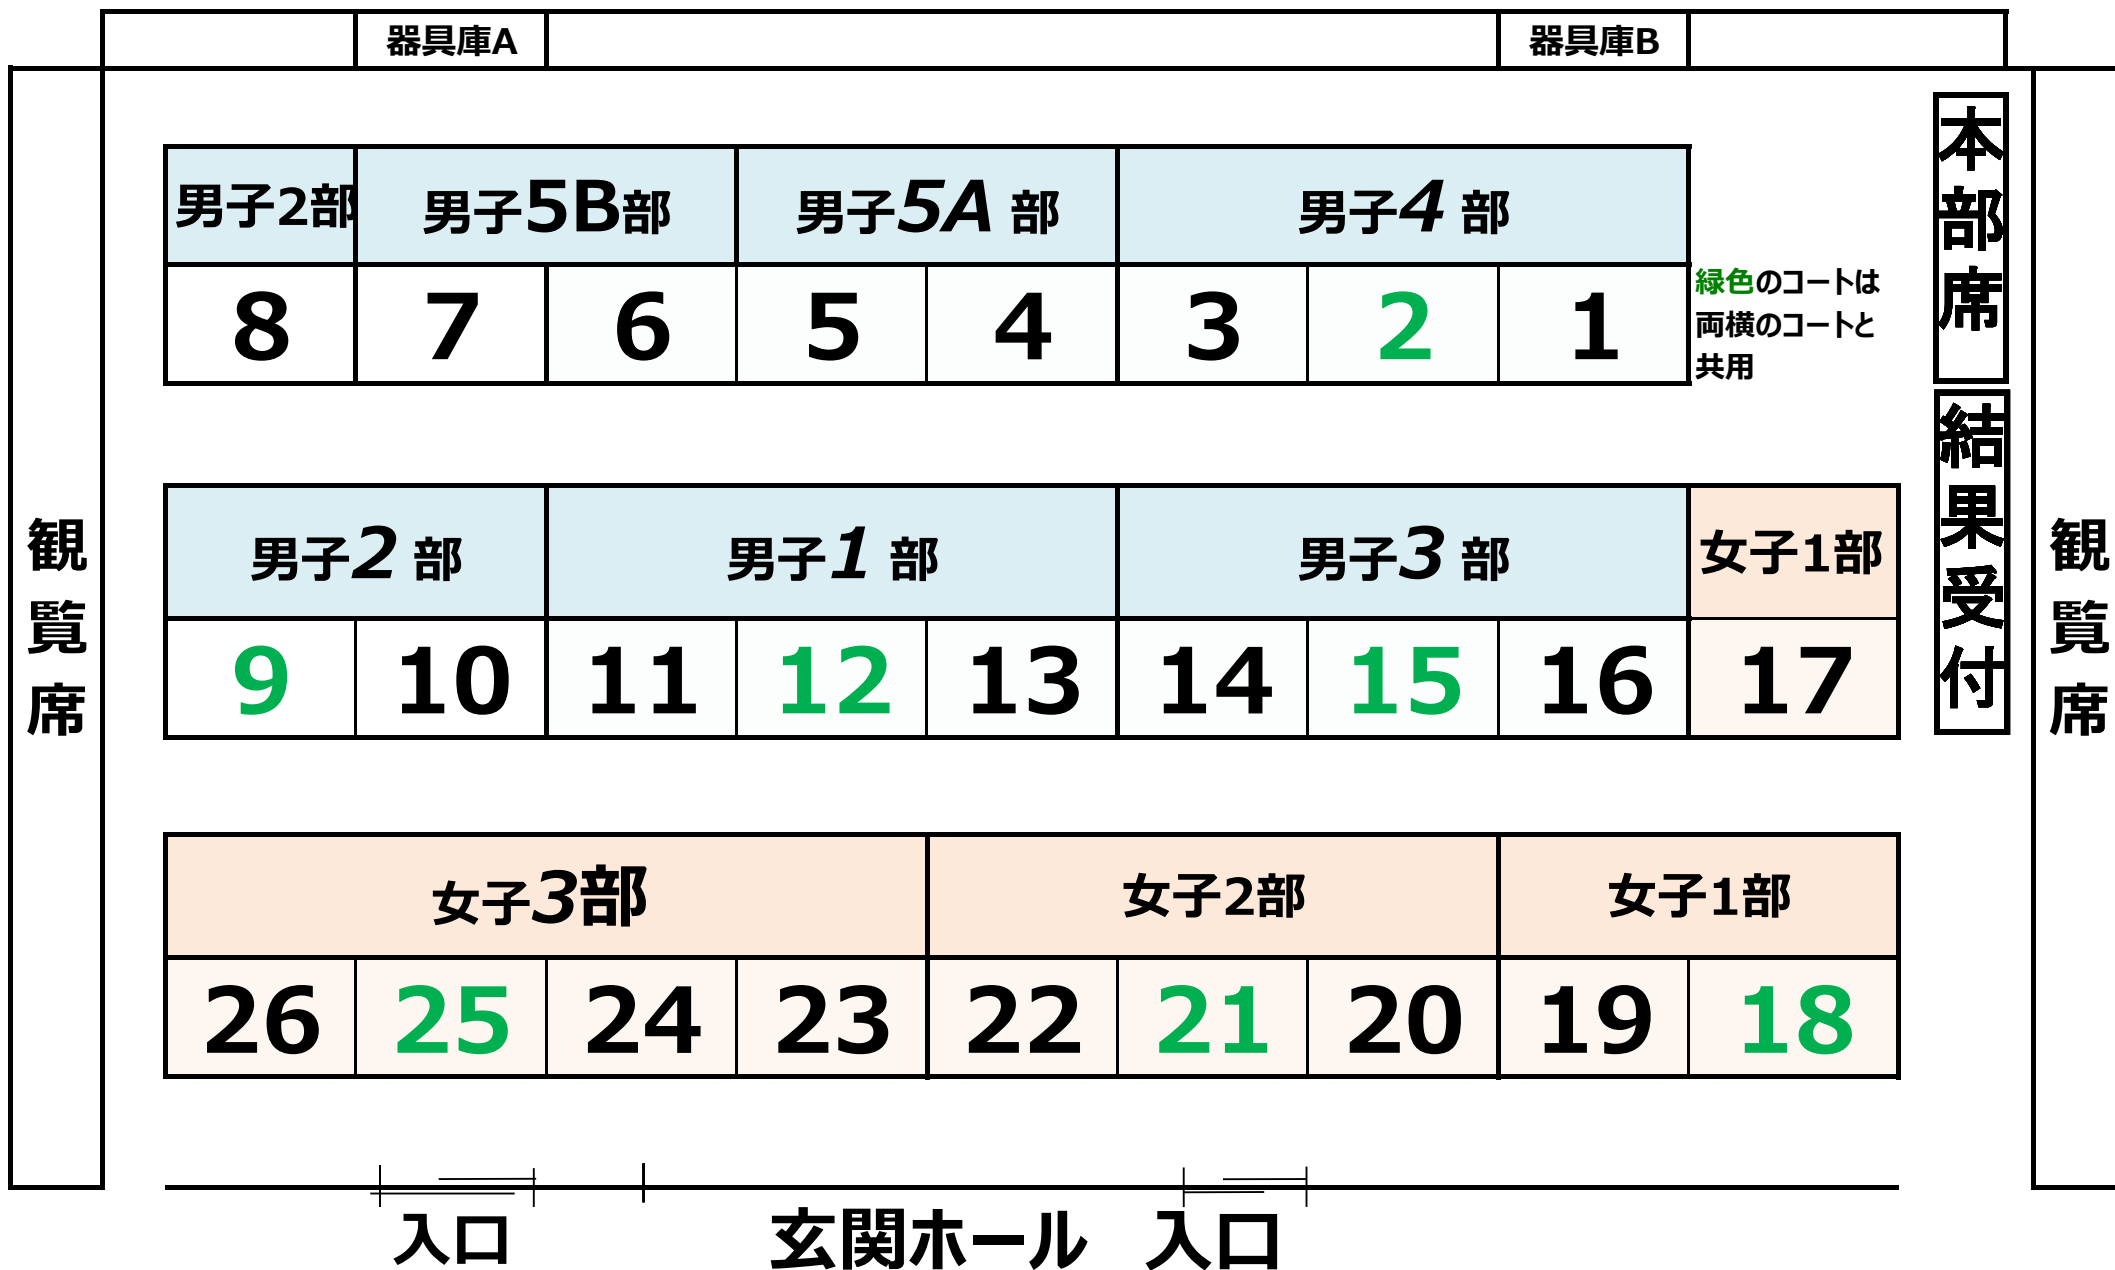 器具庫A 器具庫B
男子2部 男子5B部 男子5A 部 男子4 部
8 7 6 5 4 3 2 1
緑色のコートは
両横のコートと
共用
本部席
結果受付
観覧席
観覧席
男子2 部 男子1 部 男子3 部 女子1部
9 10 11 12 13 14 15 16 17
女子3部 女子2部 女子1部
26 25 24 23 22 21 20 19 18
入口 玄関ホール 入口